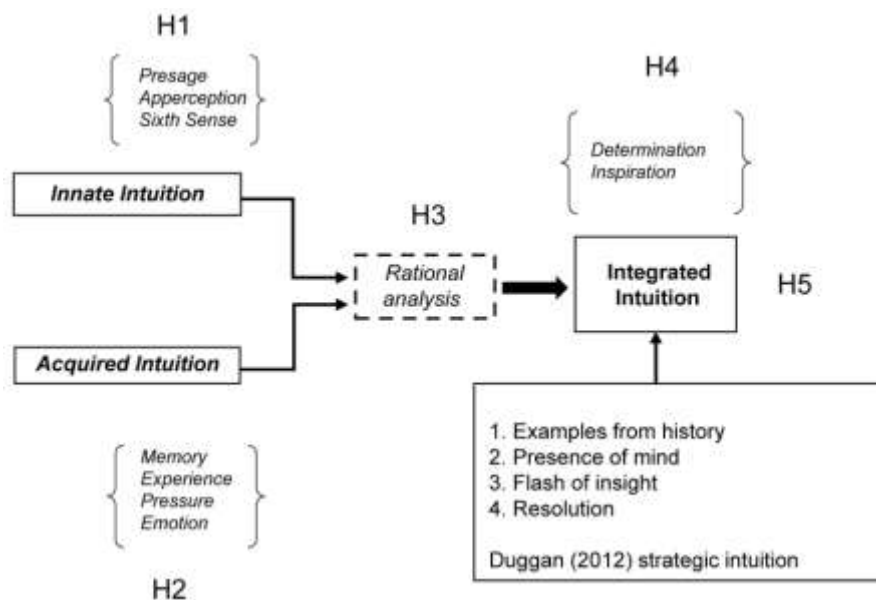 H1
Presage
Apperception
Sixth Sense
Innate Intuition
H4
Determination
Inspiration
H3
Rational
analysis
Integrated
Intuition
H5
Acquired Intuition
Memory
Experience
Pressure
Emotion
H2
1. Examples from history
2. Presence of mind
3. Flash of insight
4. Resolution
Duggan (2012) strategic intuition